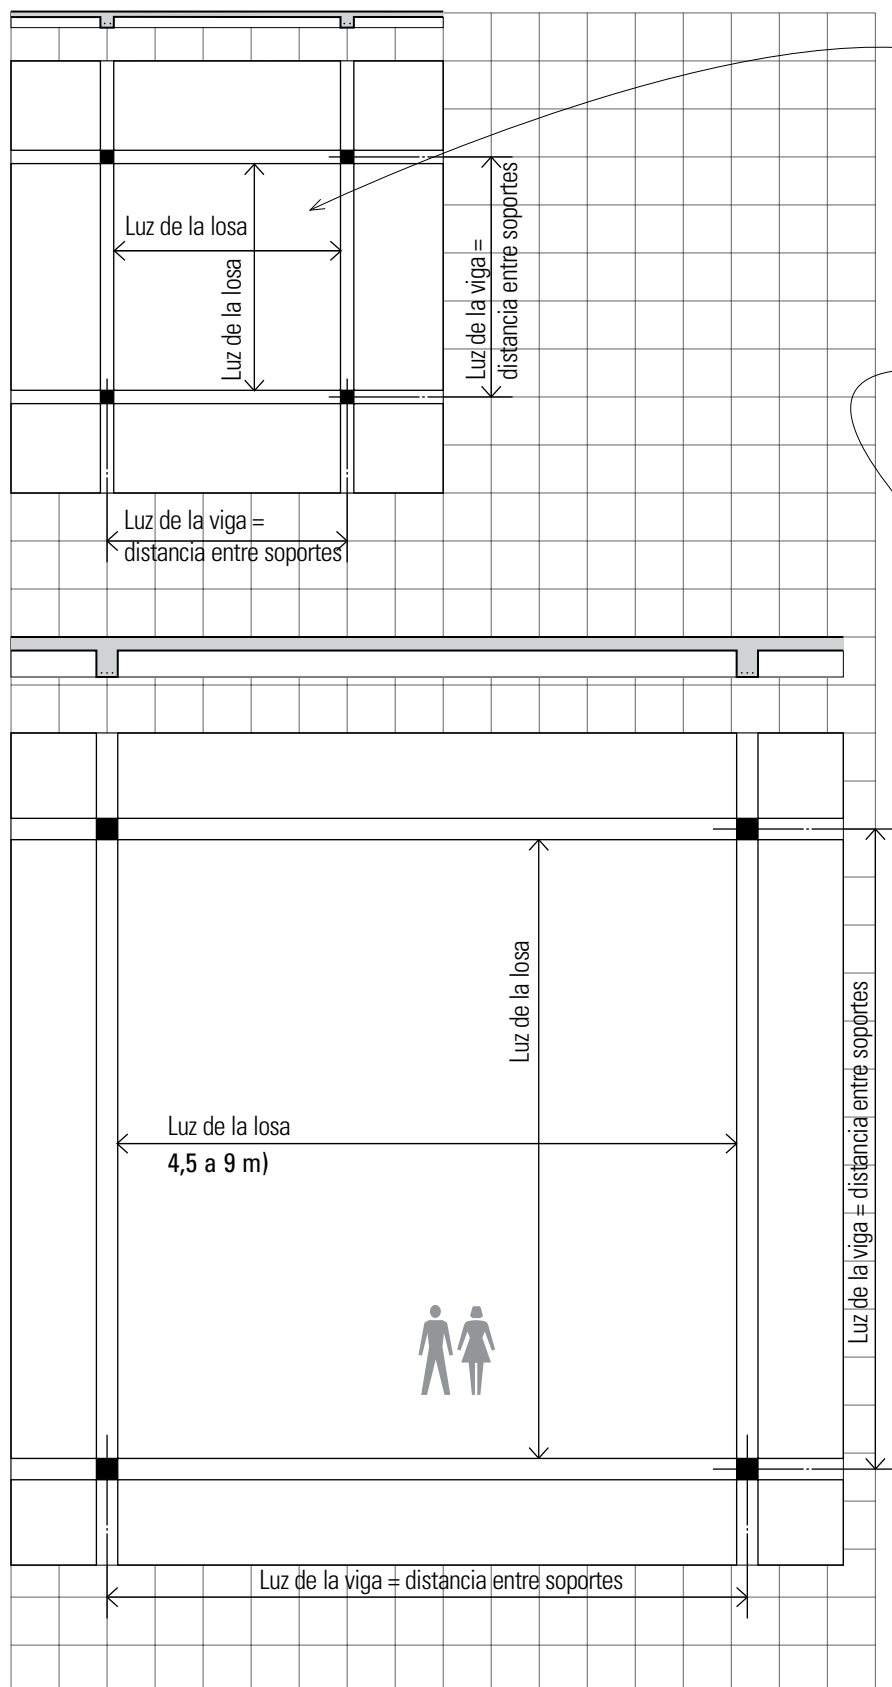 Luz de la losa
Luz de la losa
Luz de la viga =
distancia entre soportes
Luz de la viga =
distancia entre soportes
Luz de la losa
Luz de la losa
4,5 a 9 m)
Luz de la viga = distancia entre soportes
Luz de la viga = distancia entre soportes